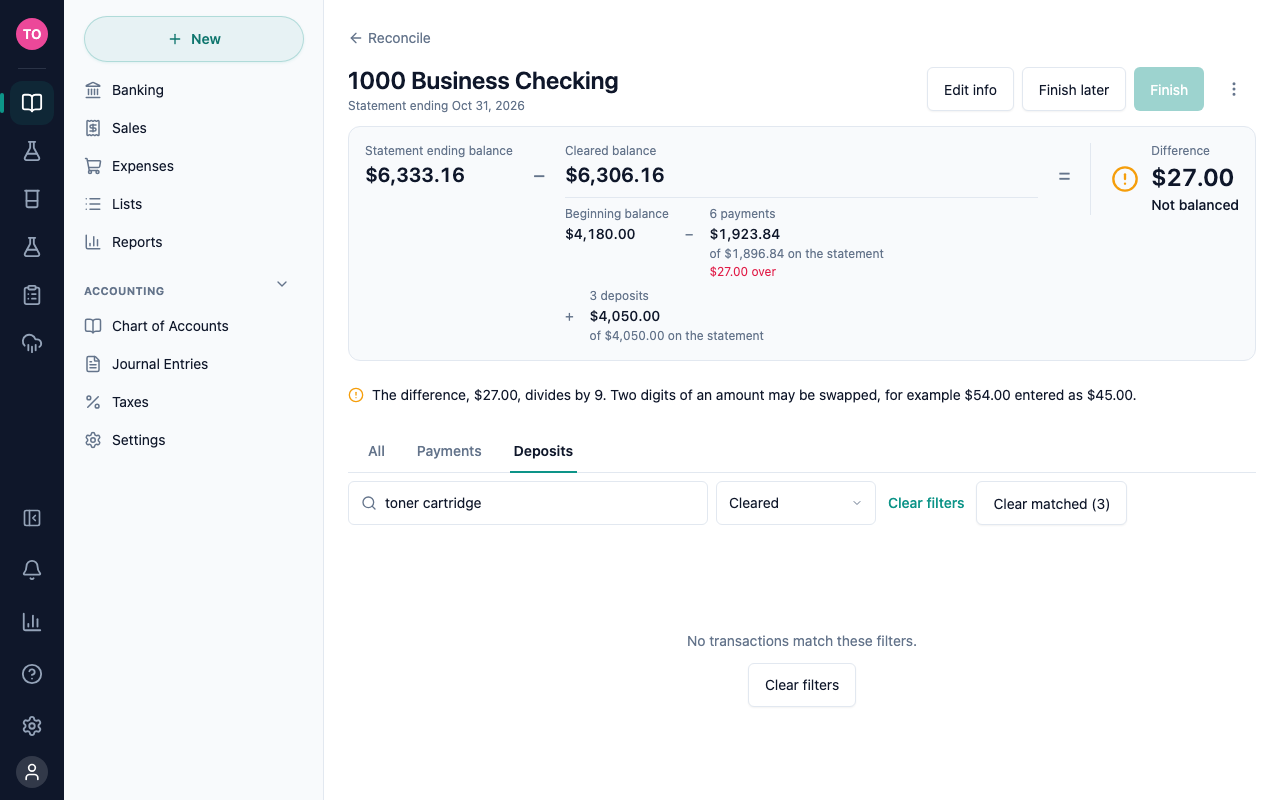 TO
New
Banking
Sales
Expenses
Lists
Reports
ACCOUNTING
Chart of Accounts
Journal Entries
Taxes
Settings
Reconcile
1000 Business Checking
Statement ending Oct 31, 2026
Edit info
Finish later
Finish
Statement ending balance
$6,333.16
–
Cleared balance
$6,306.16
=
Difference
$27.00
Not balanced
Beginning balance
$4,180.00
–
6 payments
$1,923.84
of $1,896.84 on the statement
$27.00 over
+
3 deposits
$4,050.00
of $4,050.00 on the statement
The difference, $27.00, divides by 9. Two digits of an amount may be swapped, for example $54.00 entered as $45.00.
All Payments Deposits
toner cartridge
Cleared
Clear filters
Clear matched (3)
No transactions match these filters.
Clear filters